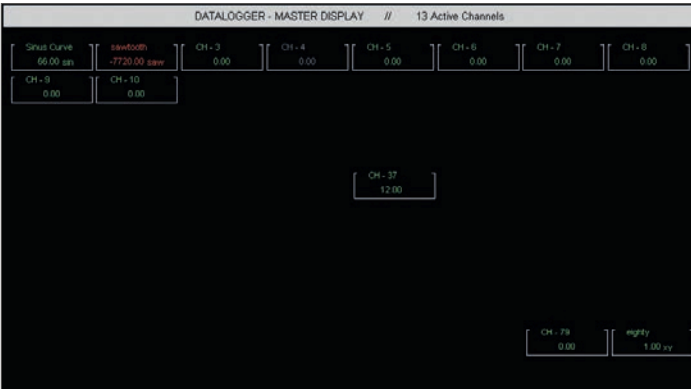 DATALOGGER - MASTER DISPLAY // 13 Active Channels
Sinus Curve sawtooth CH - 3 CH - 4 CH - 5 CH - 6 CH - 7 CH - 8
66.00 sin -7720.00 saw 0.00 0.00 0.00 0.00 0.00 0.00
CH - 9 CH - 10
0.00 0.00
CH - 37
12.00
CH - 79 eighty
0.00 1.00 xy